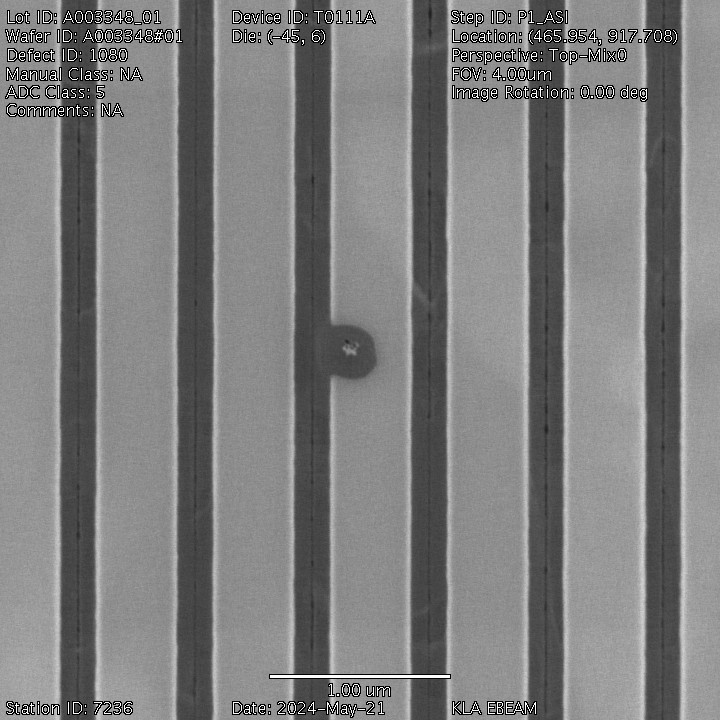 Lot ID: A003348_01
Wafer ID: A003348#01
Defect ID: 1080
Manual Class: NA
ADC Class: 5
Comments: NA
Device ID: T0111A
Die: (-45, 6)
Step ID: P1_ASI
Location: (465.954, 917.708)
Perspective: Top-Mix0
FOV: 4.00um
Image Rotation: 0.00 deg
1.00 um
Station ID: 7236
Date: 2024-May-21
KLA EBEAM